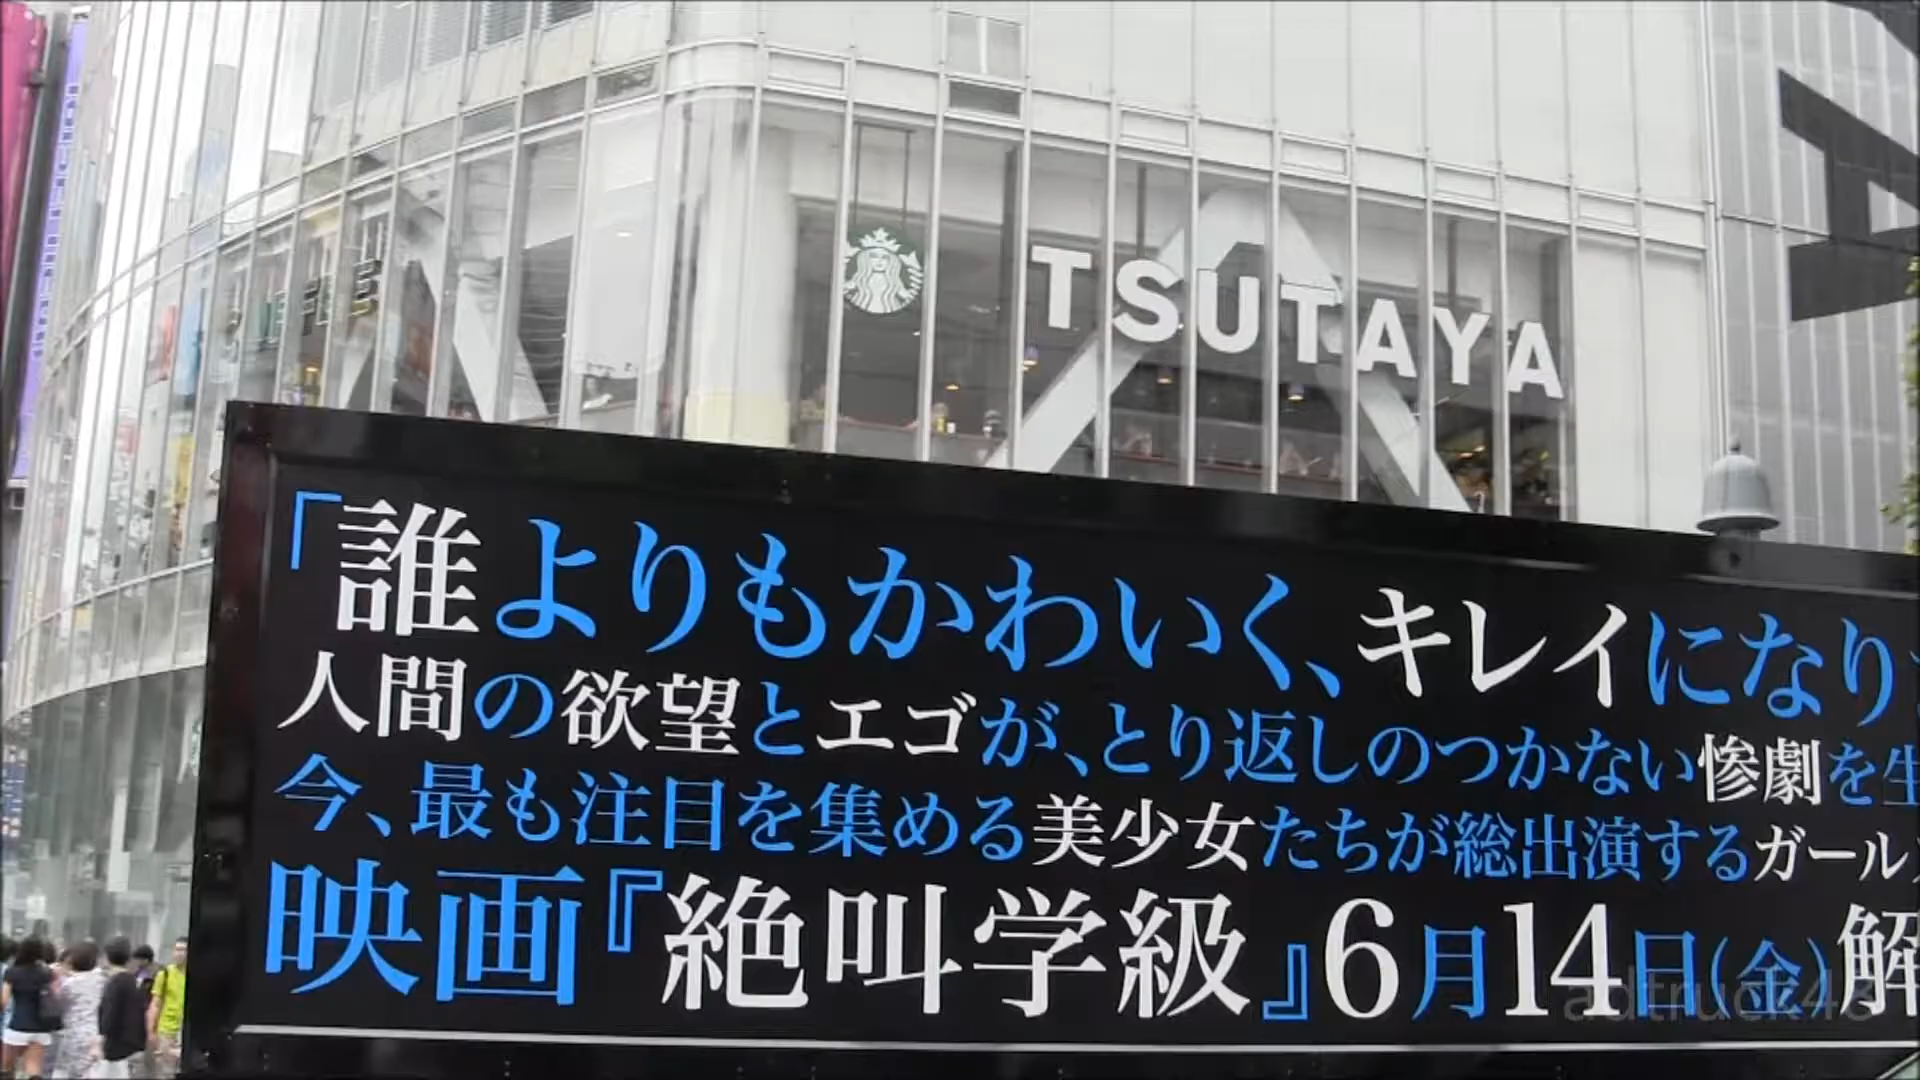 TSUTAYA
「誰よりもかわいく、キレイになり
人間の欲望とエゴが、とり返しのつかない惨劇を生
今、最も注目を集める美少女たちが総出演するガール
映画『絶叫学級』6月14日(金)解
adtruck43